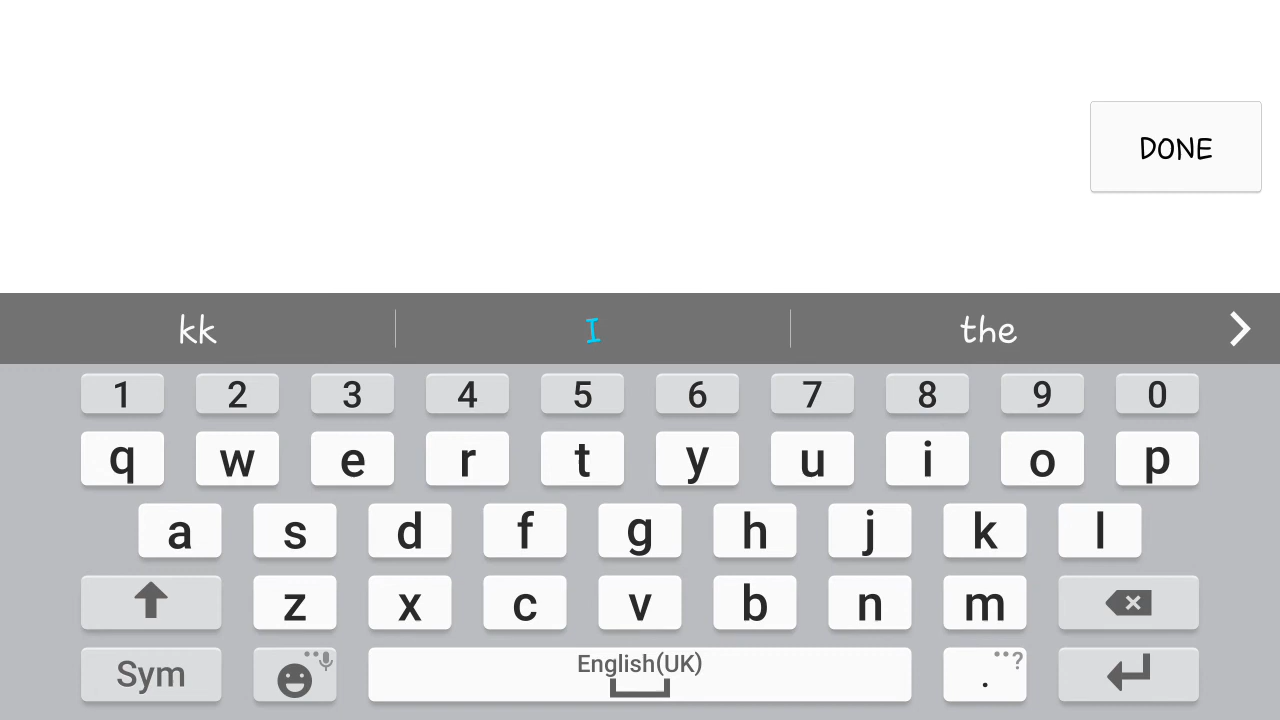 DONE
kk I the
1 2 3 4 5 6 7 8 9 0
q w e r t y u i o p
a s d f g h j k l
z x c v b n m
Sym English(UK) . ?